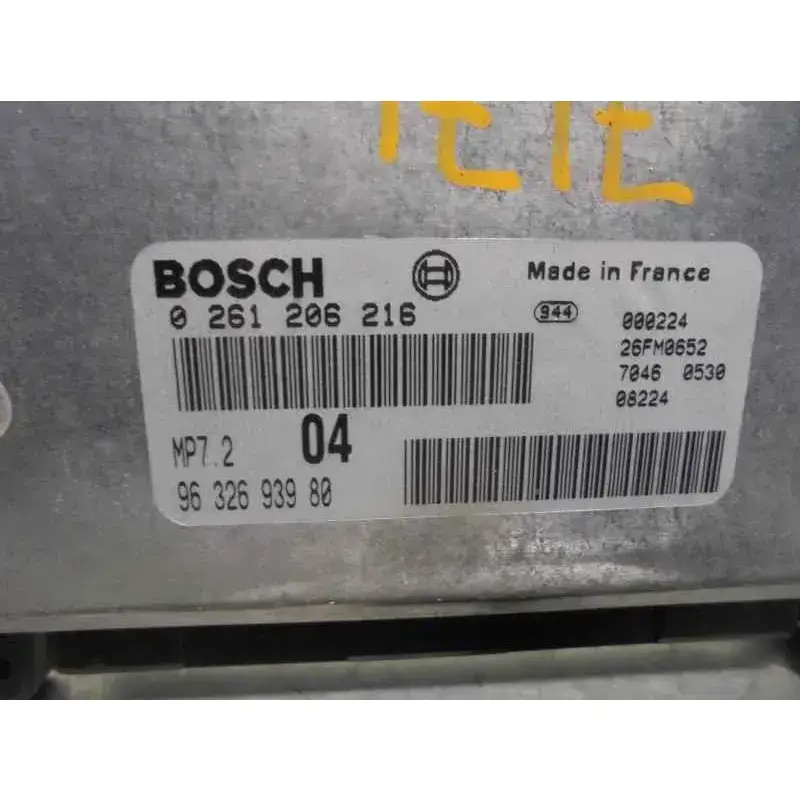 BOSCH
Made in France
0 261 206 216
944
000224
26FM0652
7046 0530
08224
MP7.2 04
96 326 939 80